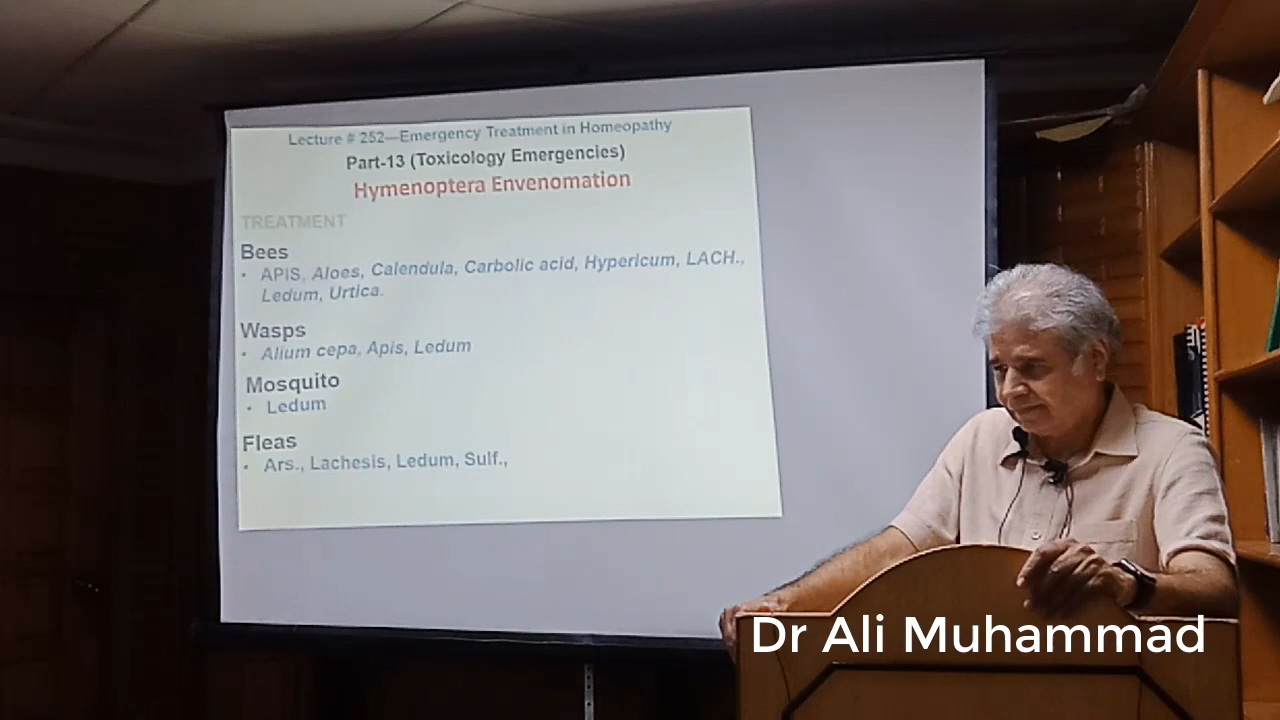 Lecture # 252—Emergency Treatment in Homeopathy
Part-13 (Toxicology Emergencies)
Hymenoptera Envenomation
TREATMENT
Bees
• APIS, Aloes, Calendula, Carbolic acid, Hypericum, LACH.,
Ledum, Urtica.
Wasps
• Alium cepa, Apis, Ledum
Mosquito
• Ledum
Fleas
• Ars., Lachesis, Ledum, Sulf.,
Dr Ali Muhammad